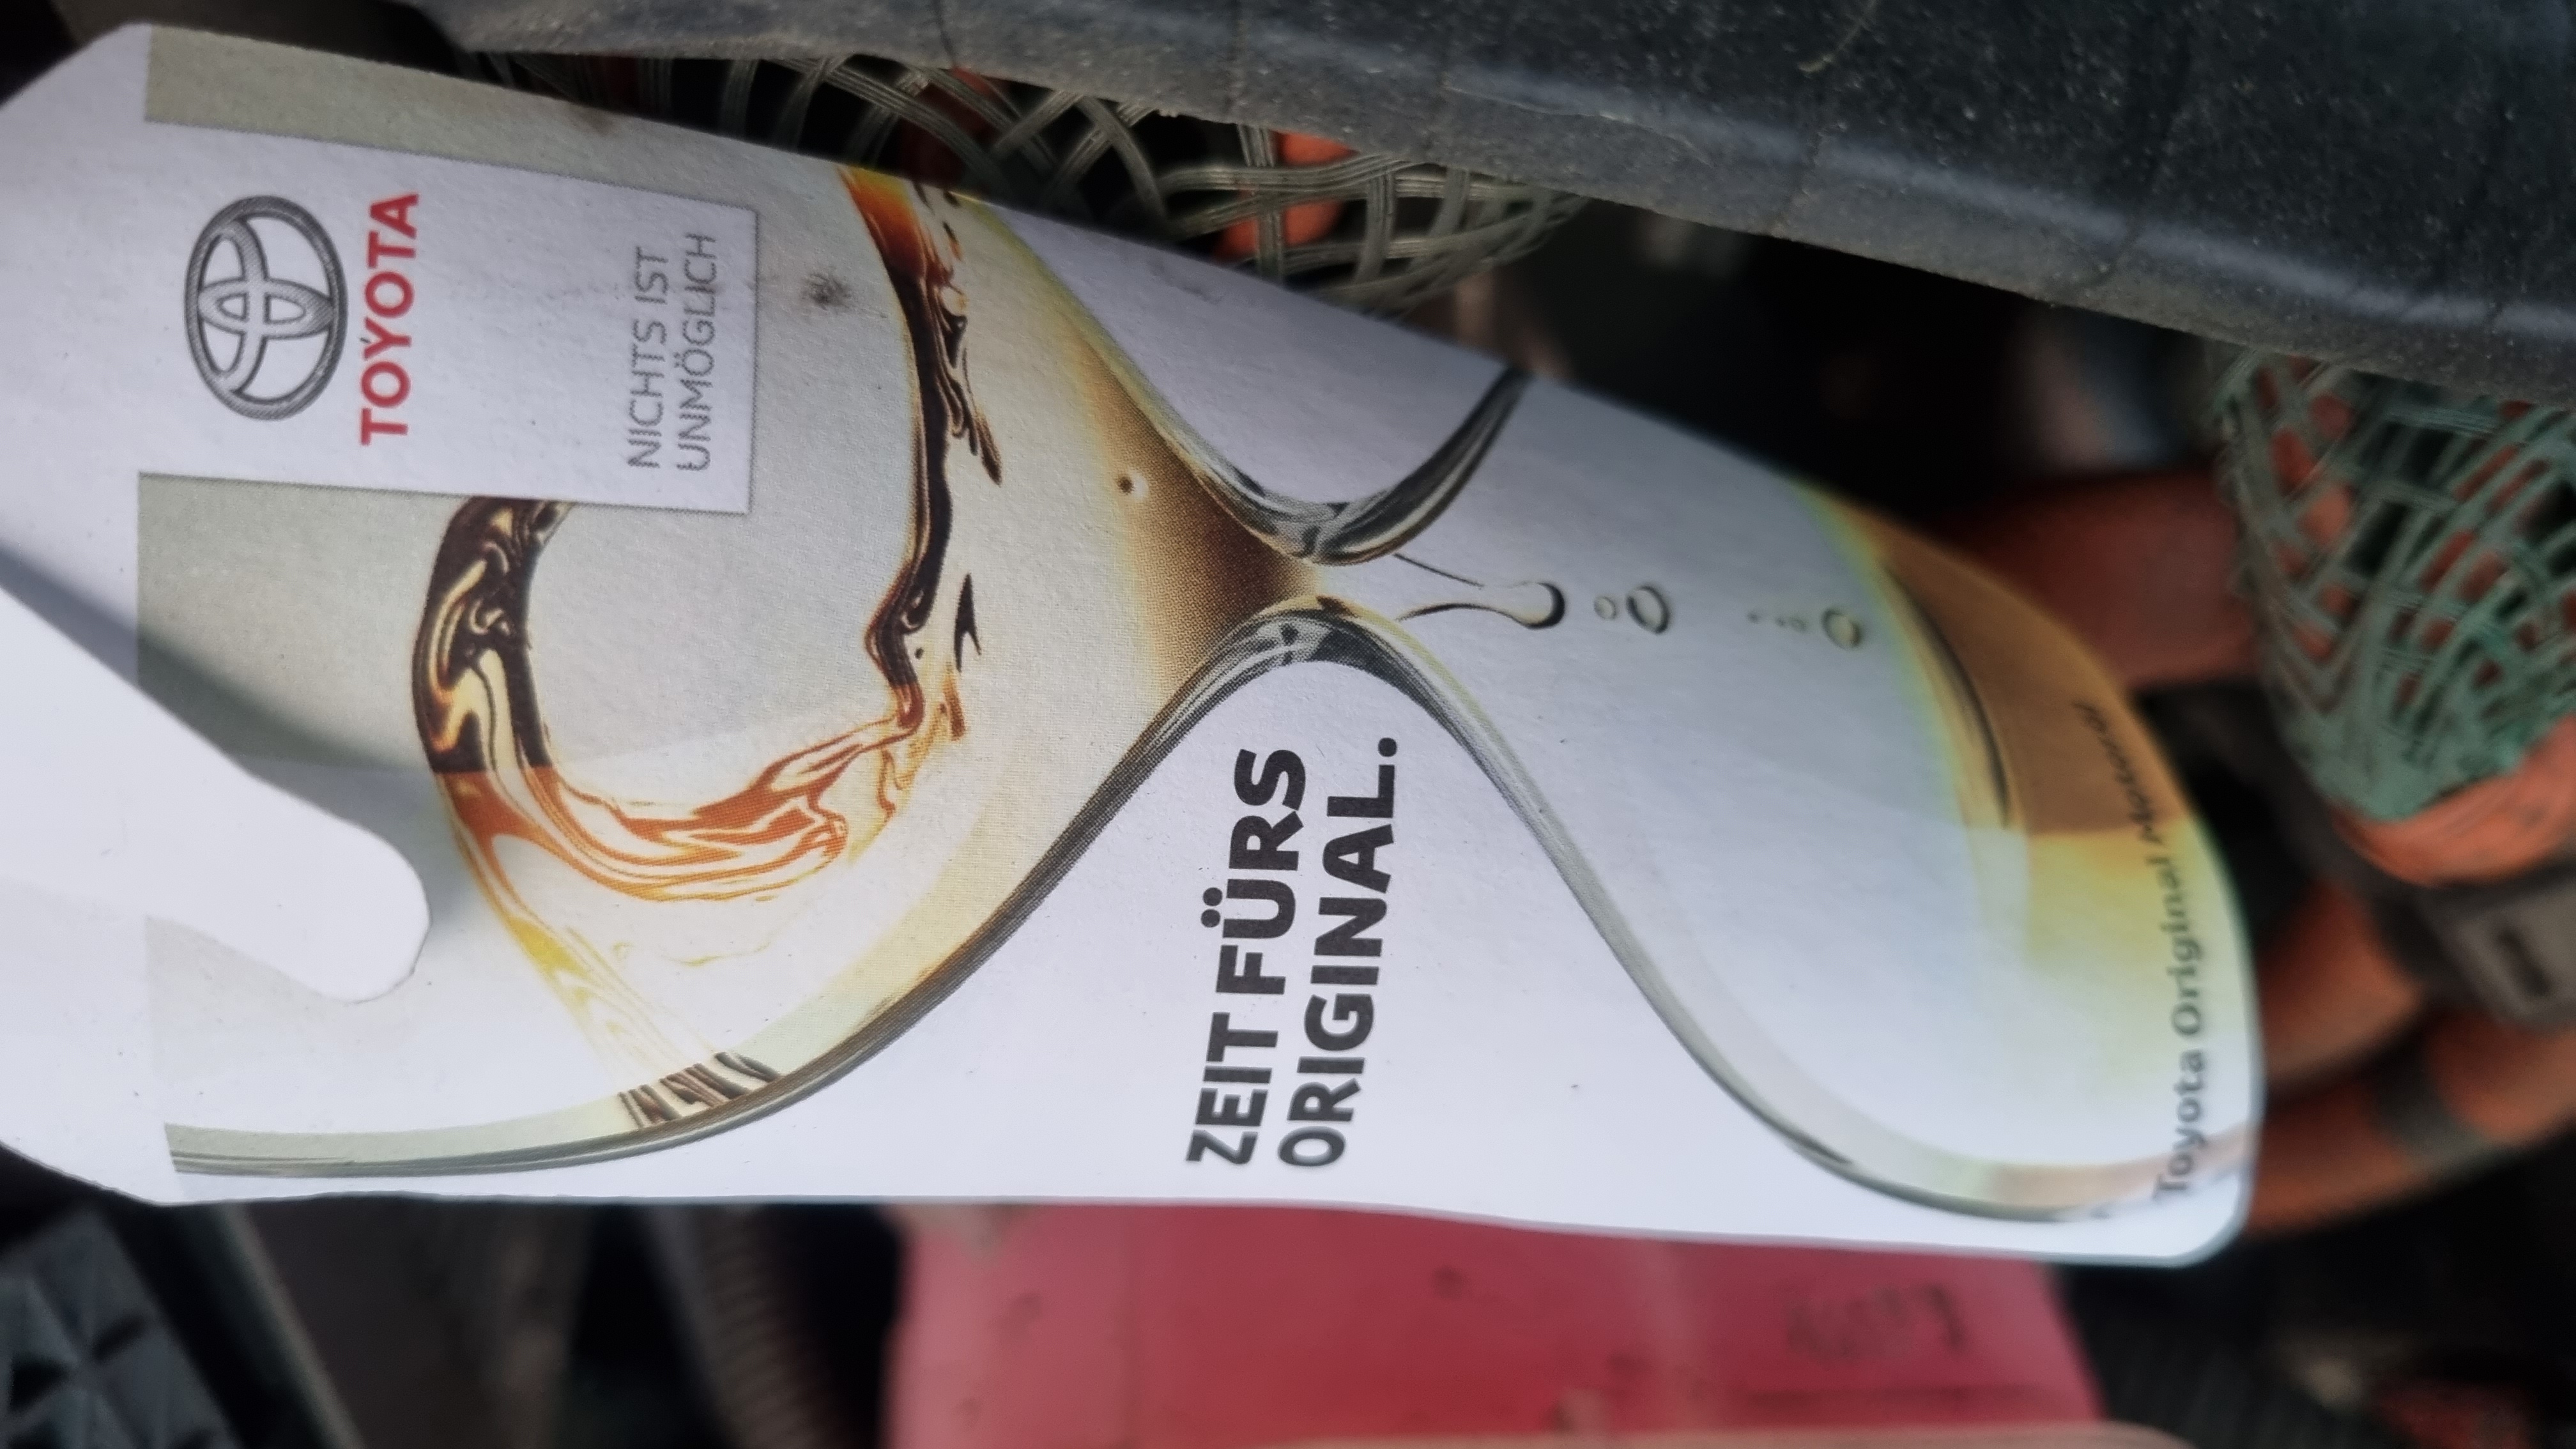 TOYOTA
NICHTS IST
UNMÖGLICH
ZEIT FÜRS
ORIGINAL.
Toyota Original Motoröl